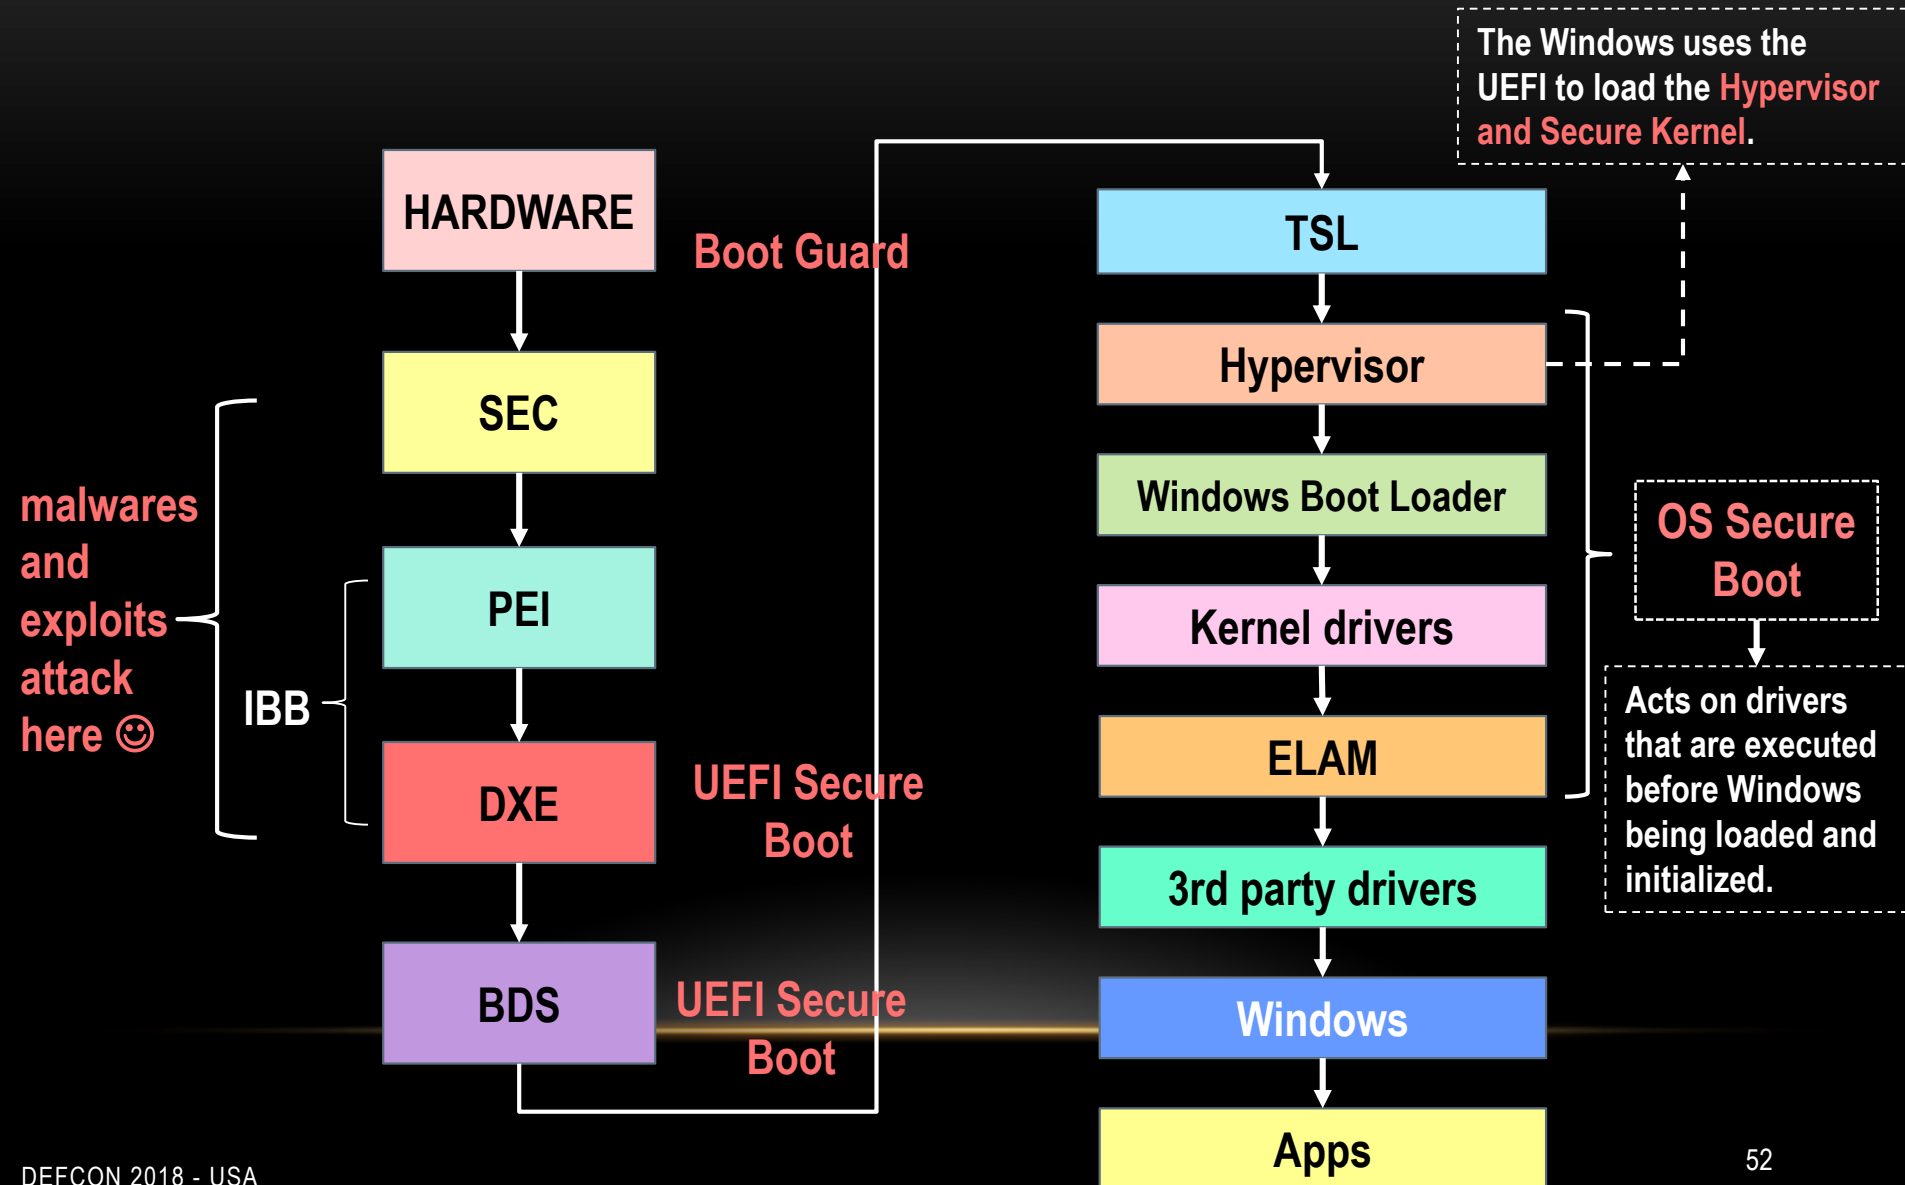 The Windows uses the
UEFI to load the Hypervisor
and Secure Kernel.
HARDWARE
Boot Guard
SEC
malwares
and
exploits
attack
here ☺
PEI
IBB
DXE
UEFI Secure
Boot
BDS
UEFI Secure
Boot
TSL
Hypervisor
Windows Boot Loader
Kernel drivers
ELAM
OS Secure
Boot
Acts on drivers
that are executed
before Windows
being loaded and
initialized.
3rd party drivers
Windows
Apps
DEFCON 2018 - USA
52